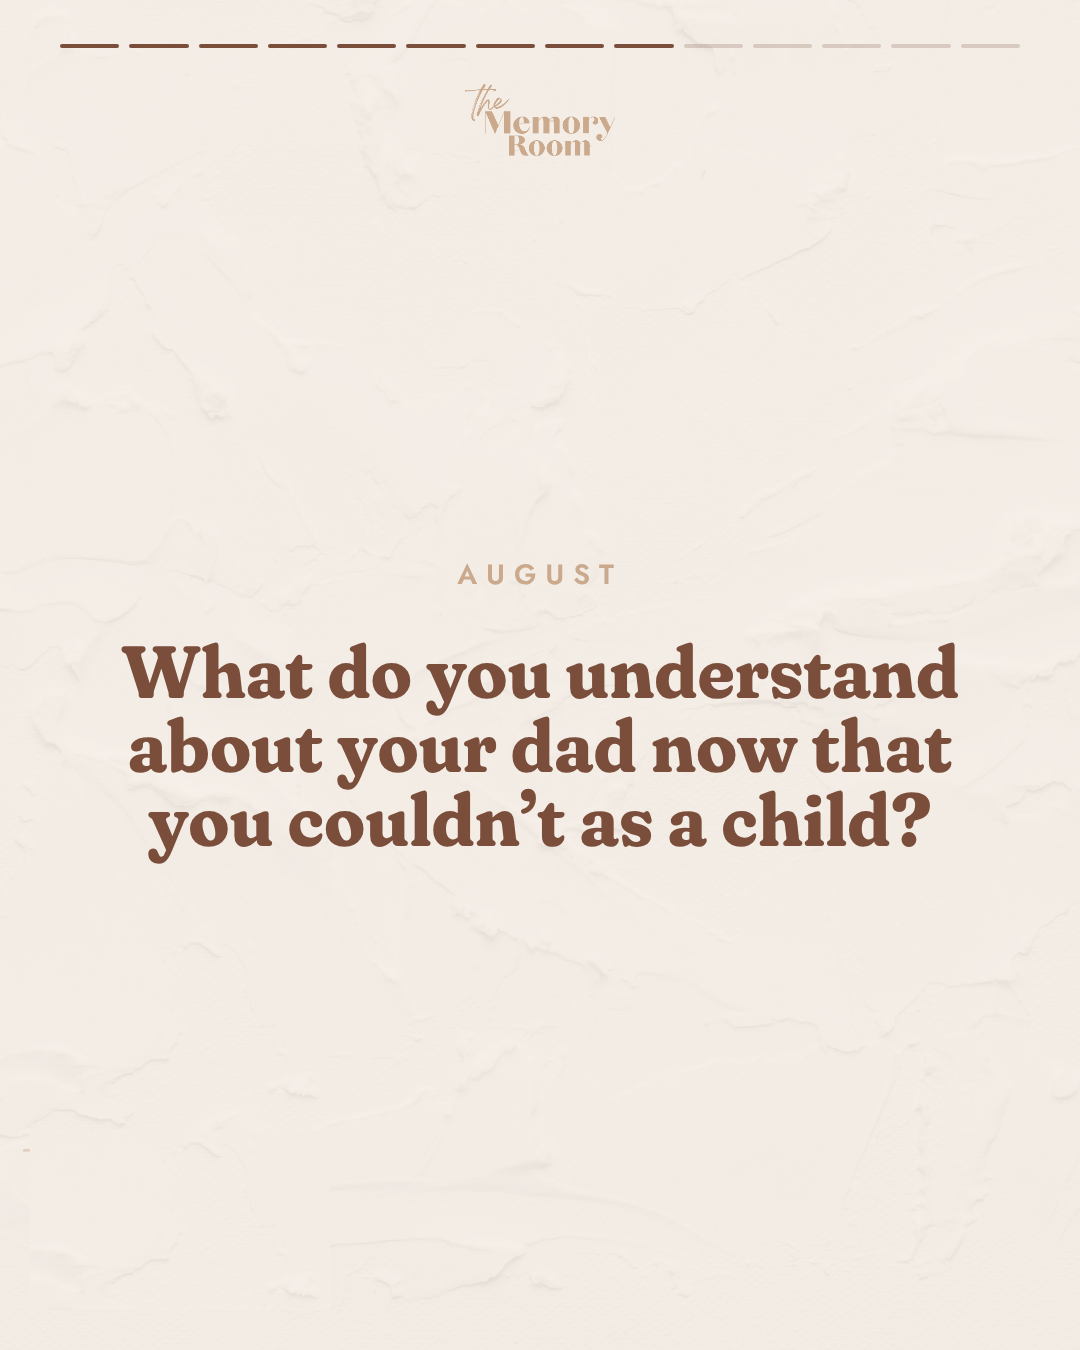 the
Memory
Room
AUGUST
What do you understand
about your dad now that
you couldn’t as a child?